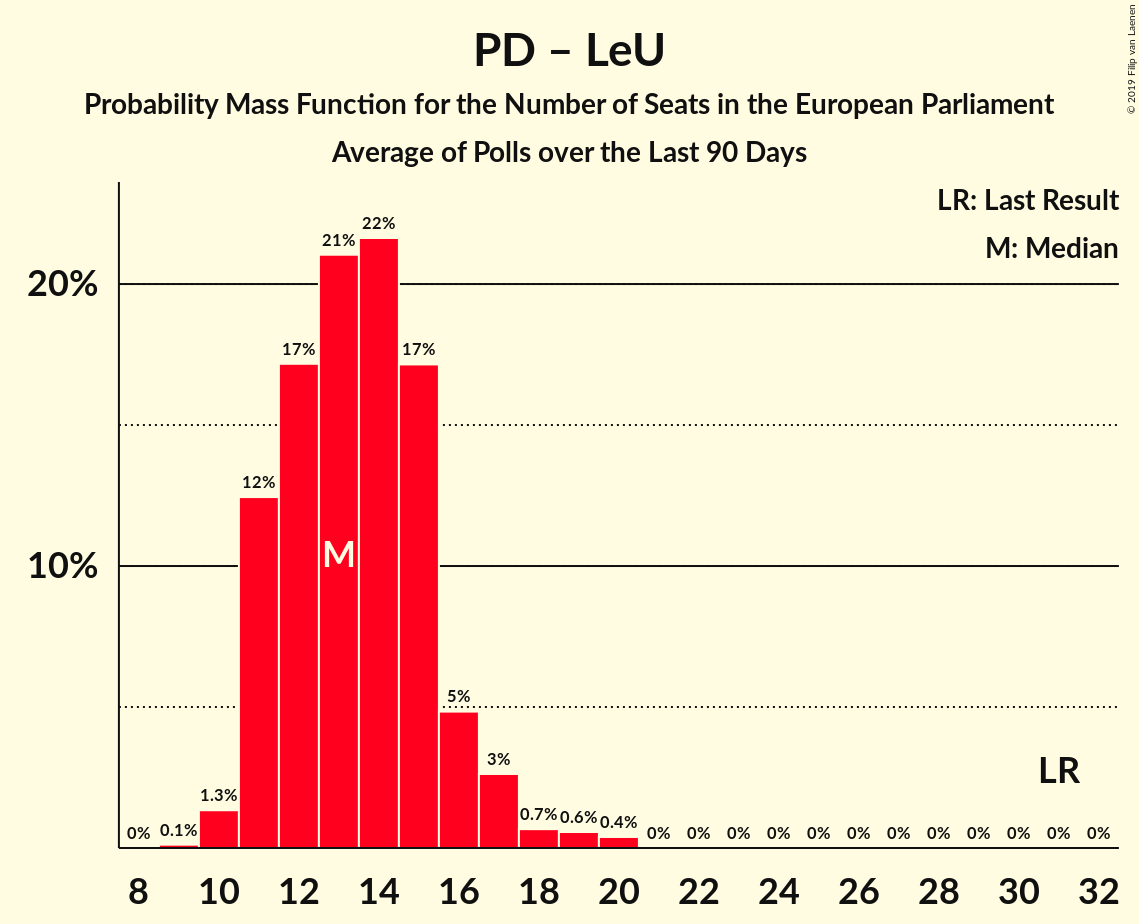 PD – LeU
Probability Mass Function for the Number of Seats in the European Parliament
Average of Polls over the Last 90 Days
© 2019 Filip van Laenen
LR: Last Result
M: Median
20%
10%
0% 0.1% 1.3% 12% 17% 21% 22% 17% 5% 3% 0.7% 0.6% 0.4% 0% 0% 0% 0% 0% 0% 0% 0% 0% 0% 0% 0%
M
LR
8 10 12 14 16 18 20 22 24 26 28 30 32